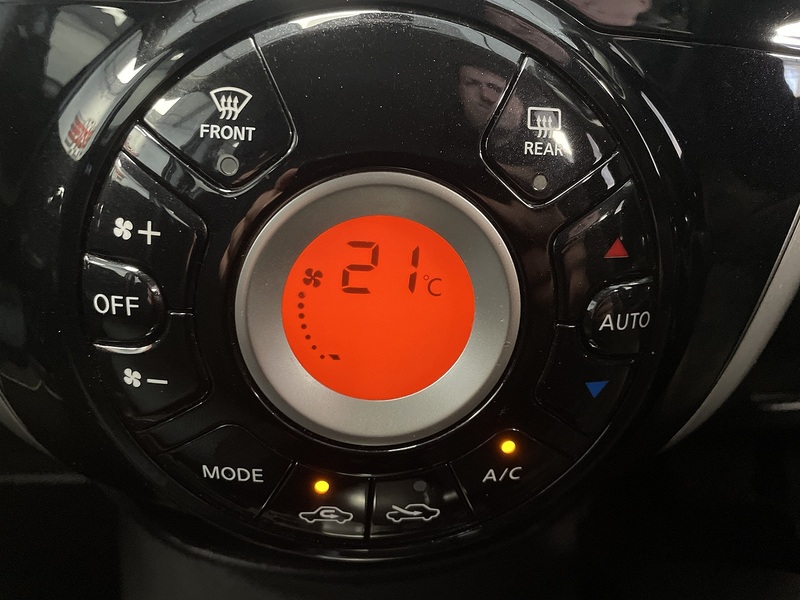 FRONT
REAR
+
21°C
OFF
AUTO
−
MODE
A/C